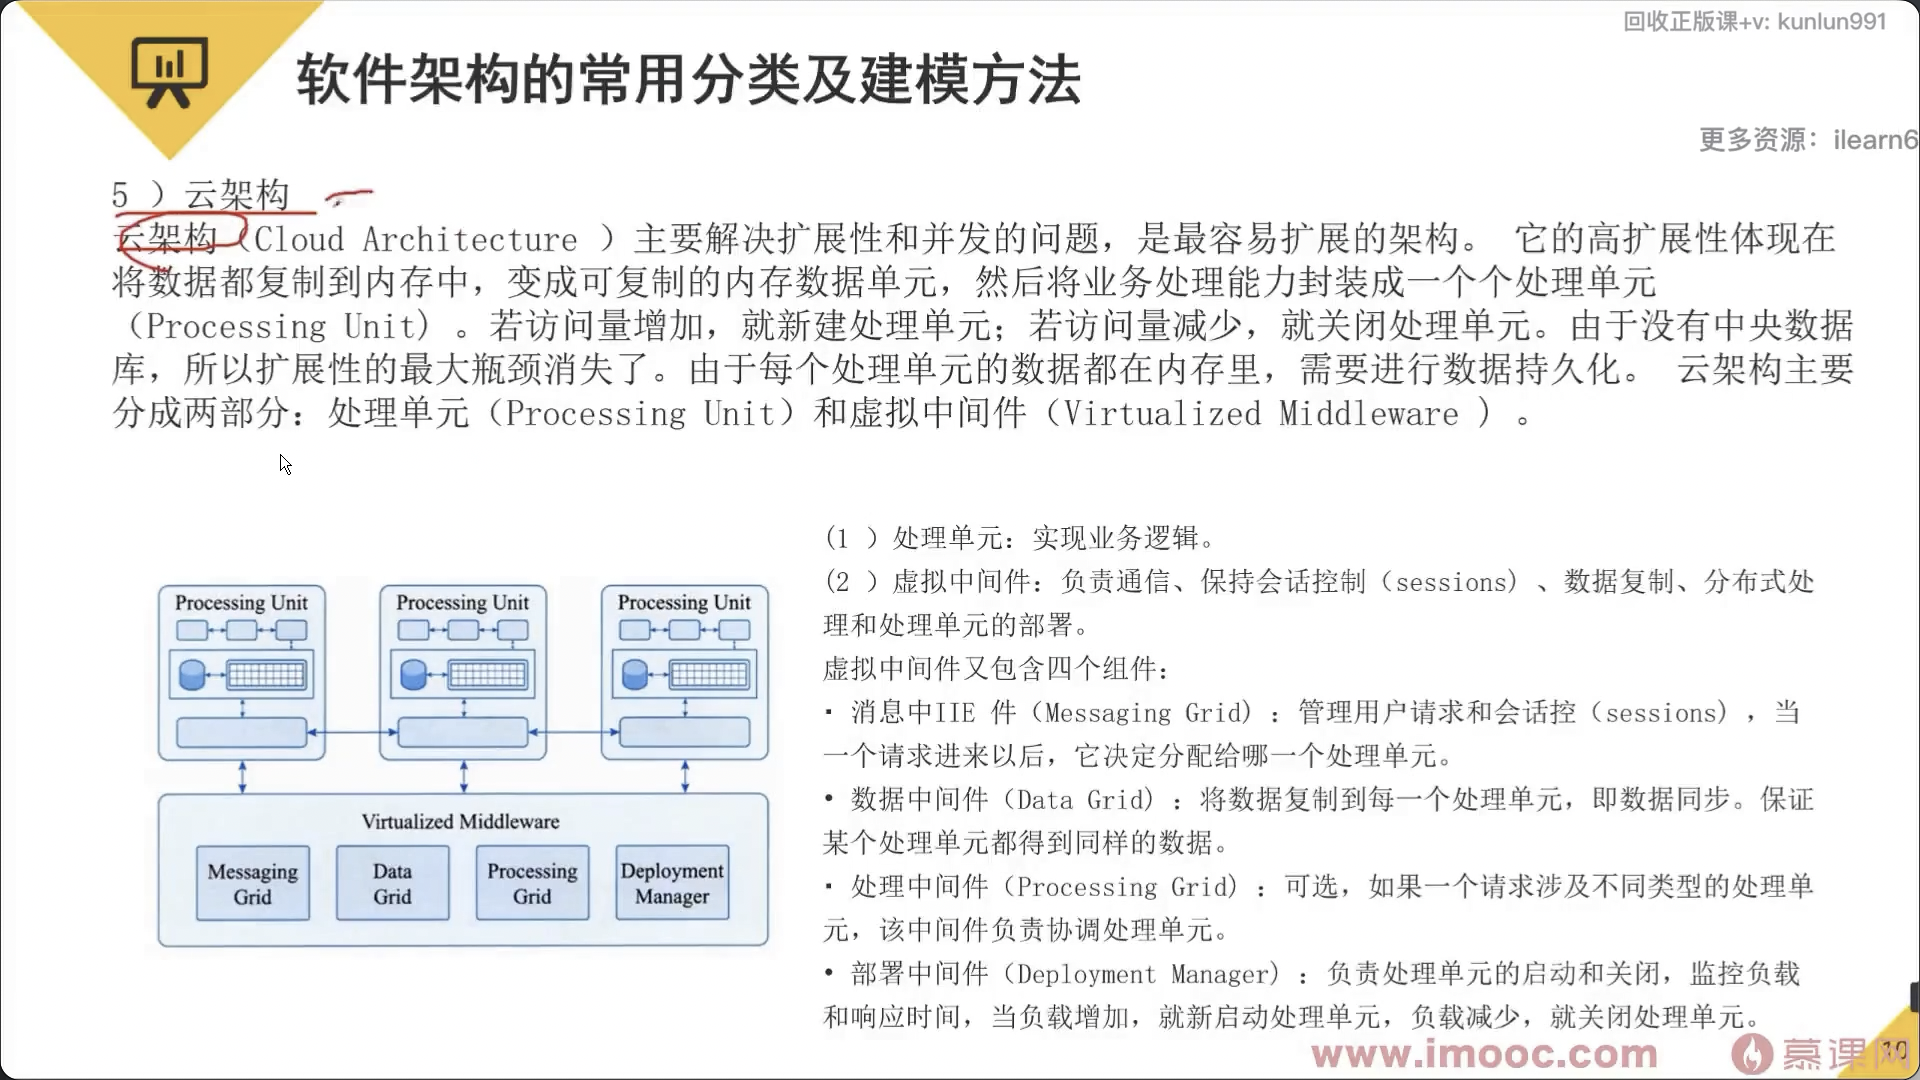 回收正版课+v: kunlun991
软件架构的常用分类及建模方法
更多资源：ilearn6
5 ）云架构
云架构（Cloud Architecture ）主要解决扩展性和并发的问题，是最容易扩展的架构。 它的高扩展性体现在
将数据都复制到内存中，变成可复制的内存数据单元，然后将业务处理能力封装成一个个处理单元
（Processing Unit）。若访问量增加，就新建处理单元；若访问量减少，就关闭处理单元。由于没有中央数据
库，所以扩展性的最大瓶颈消失了。由于每个处理单元的数据都在内存里，需要进行数据持久化。 云架构主要
分成两部分：处理单元（Processing Unit）和虚拟中间件（Virtualized Middleware ）。
(1 ）处理单元：实现业务逻辑。
(2 ）虚拟中间件：负责通信、保持会话控制（sessions）、数据复制、分布式处
理和处理单元的部署。
虚拟中间件又包含四个组件：
· 消息中IIE 件（Messaging Grid）：管理用户请求和会话控（sessions），当
一个请求进来以后，它决定分配给哪一个处理单元。
• 数据中间件（Data Grid）：将数据复制到每一个处理单元，即数据同步。保证
某个处理单元都得到同样的数据。
· 处理中间件（Processing Grid）：可选，如果一个请求涉及不同类型的处理单
元，该中间件负责协调处理单元。
• 部署中间件（Deployment Manager）：负责处理单元的启动和关闭，监控负载
和响应时间，当负载增加，就新启动处理单元，负载减少，就关闭处理单元。
Processing Unit
Processing Unit
Processing Unit
Virtualized Middleware
Messaging
Grid
Data
Grid
Processing
Grid
Deployment
Manager
www.imooc.com
慕课网
10